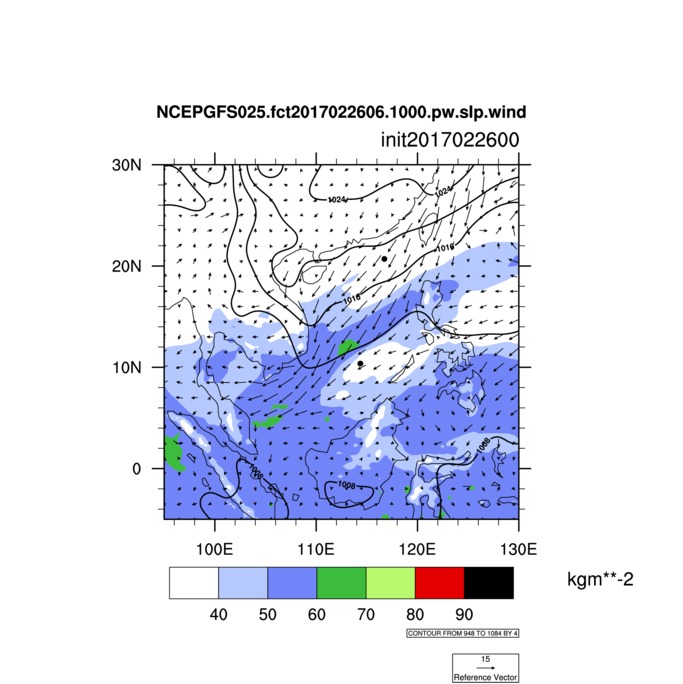 NCEPGFS025.fct2017022606.1000.pw.slp.wind
init2017022600
30N
1024
1024
1016
20N
1016
10N
1008
1008
0
1008
100E 110E 120E 130E
kgm**-2
40 50 60 70 80 90
CONTOUR FROM 948 TO 1084 BY 4
15
Reference Vector